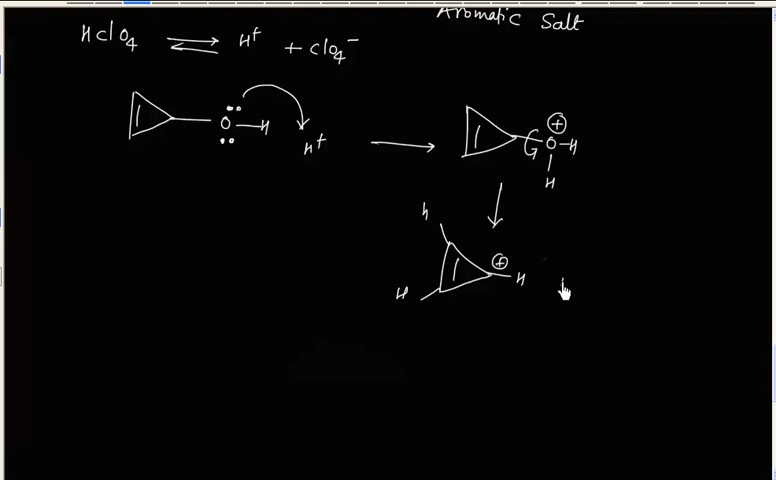 Aromatic Salt
HClO4 ⇌ H+ + ClO4−
O—H
H+
⊕
O—H
H
h
⊕
H
H